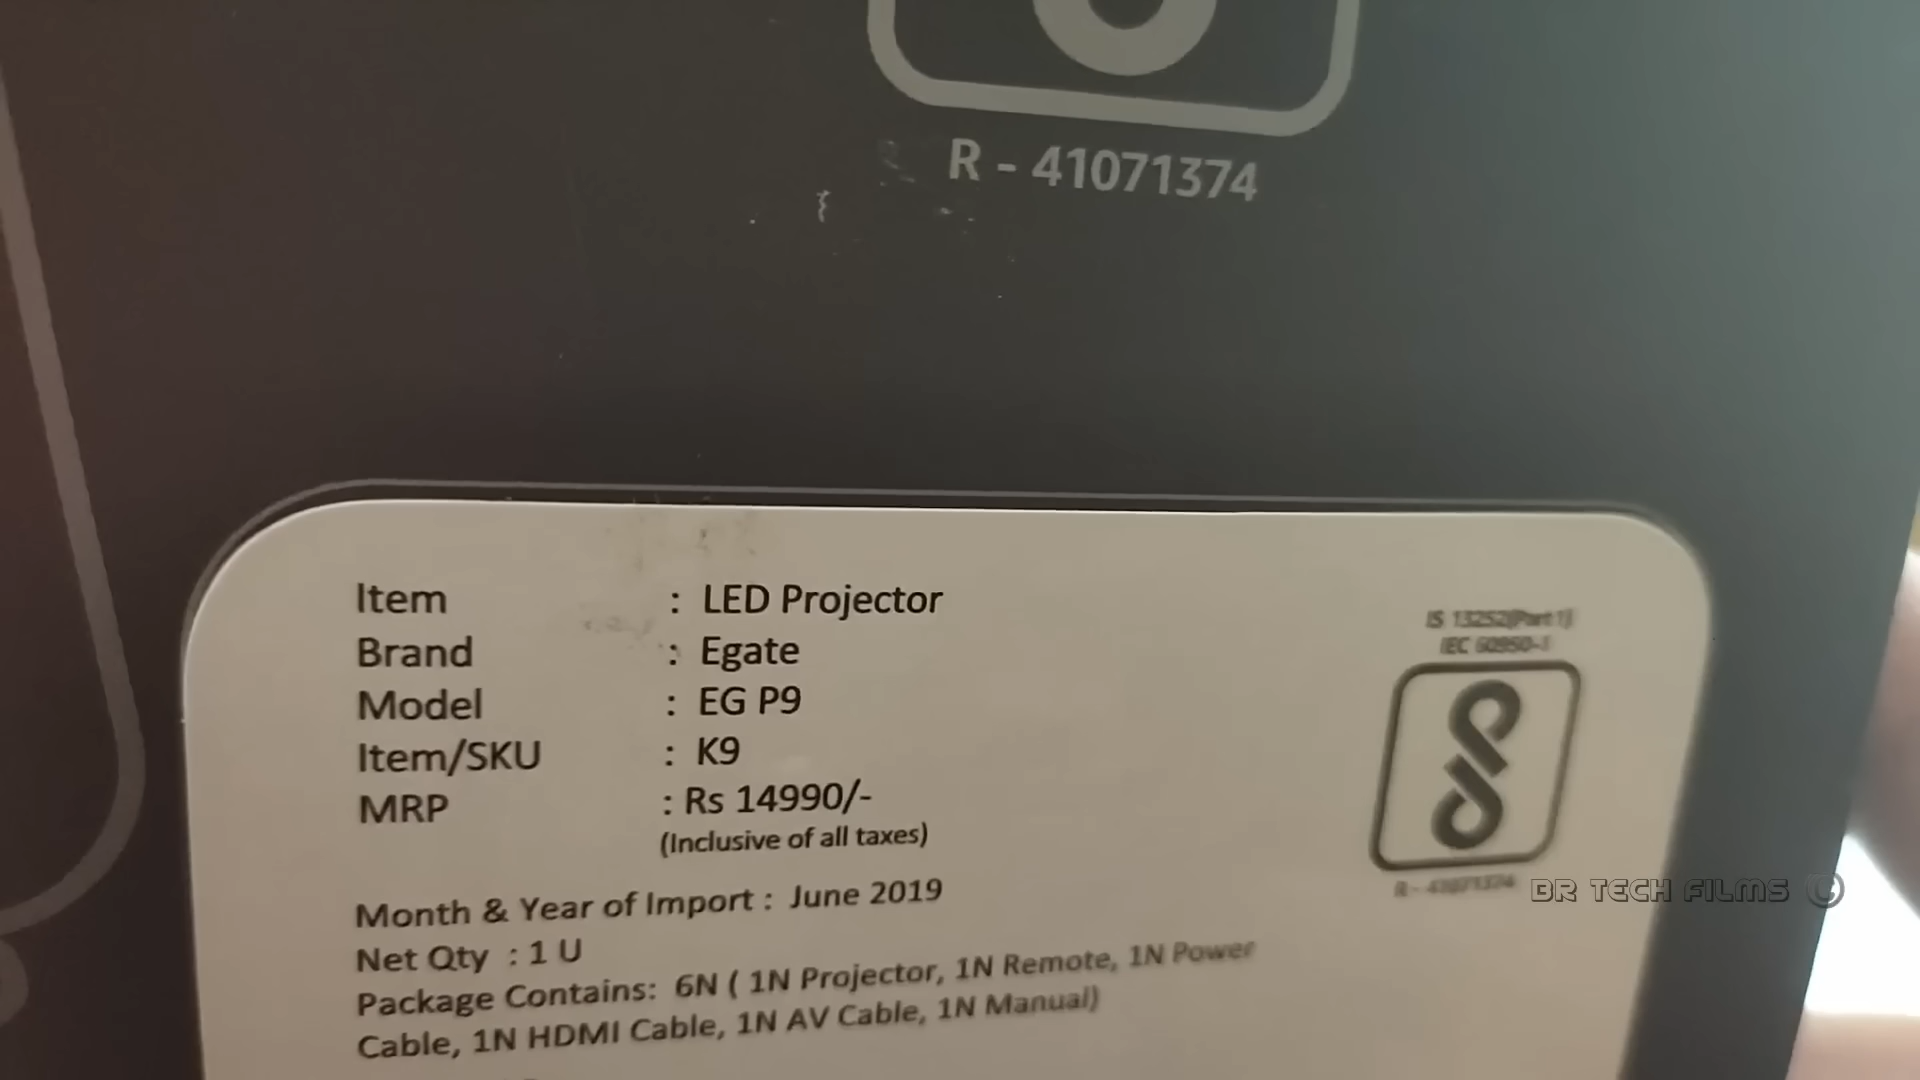 R - 41071374
Item : LED Projector
Brand : Egate
Model : EG P9
Item/SKU : K9
MRP : Rs 14990/-
(Inclusive of all taxes)
IS 13252(Part 1)
IEC 60950-1
R - 41071374
BR TECH FILMS
Month & Year of Import : June 2019
Net Qty : 1 U
Package Contains: 6N ( 1N Projector, 1N Remote, 1N Power
Cable, 1N HDMI Cable, 1N AV Cable, 1N Manual)